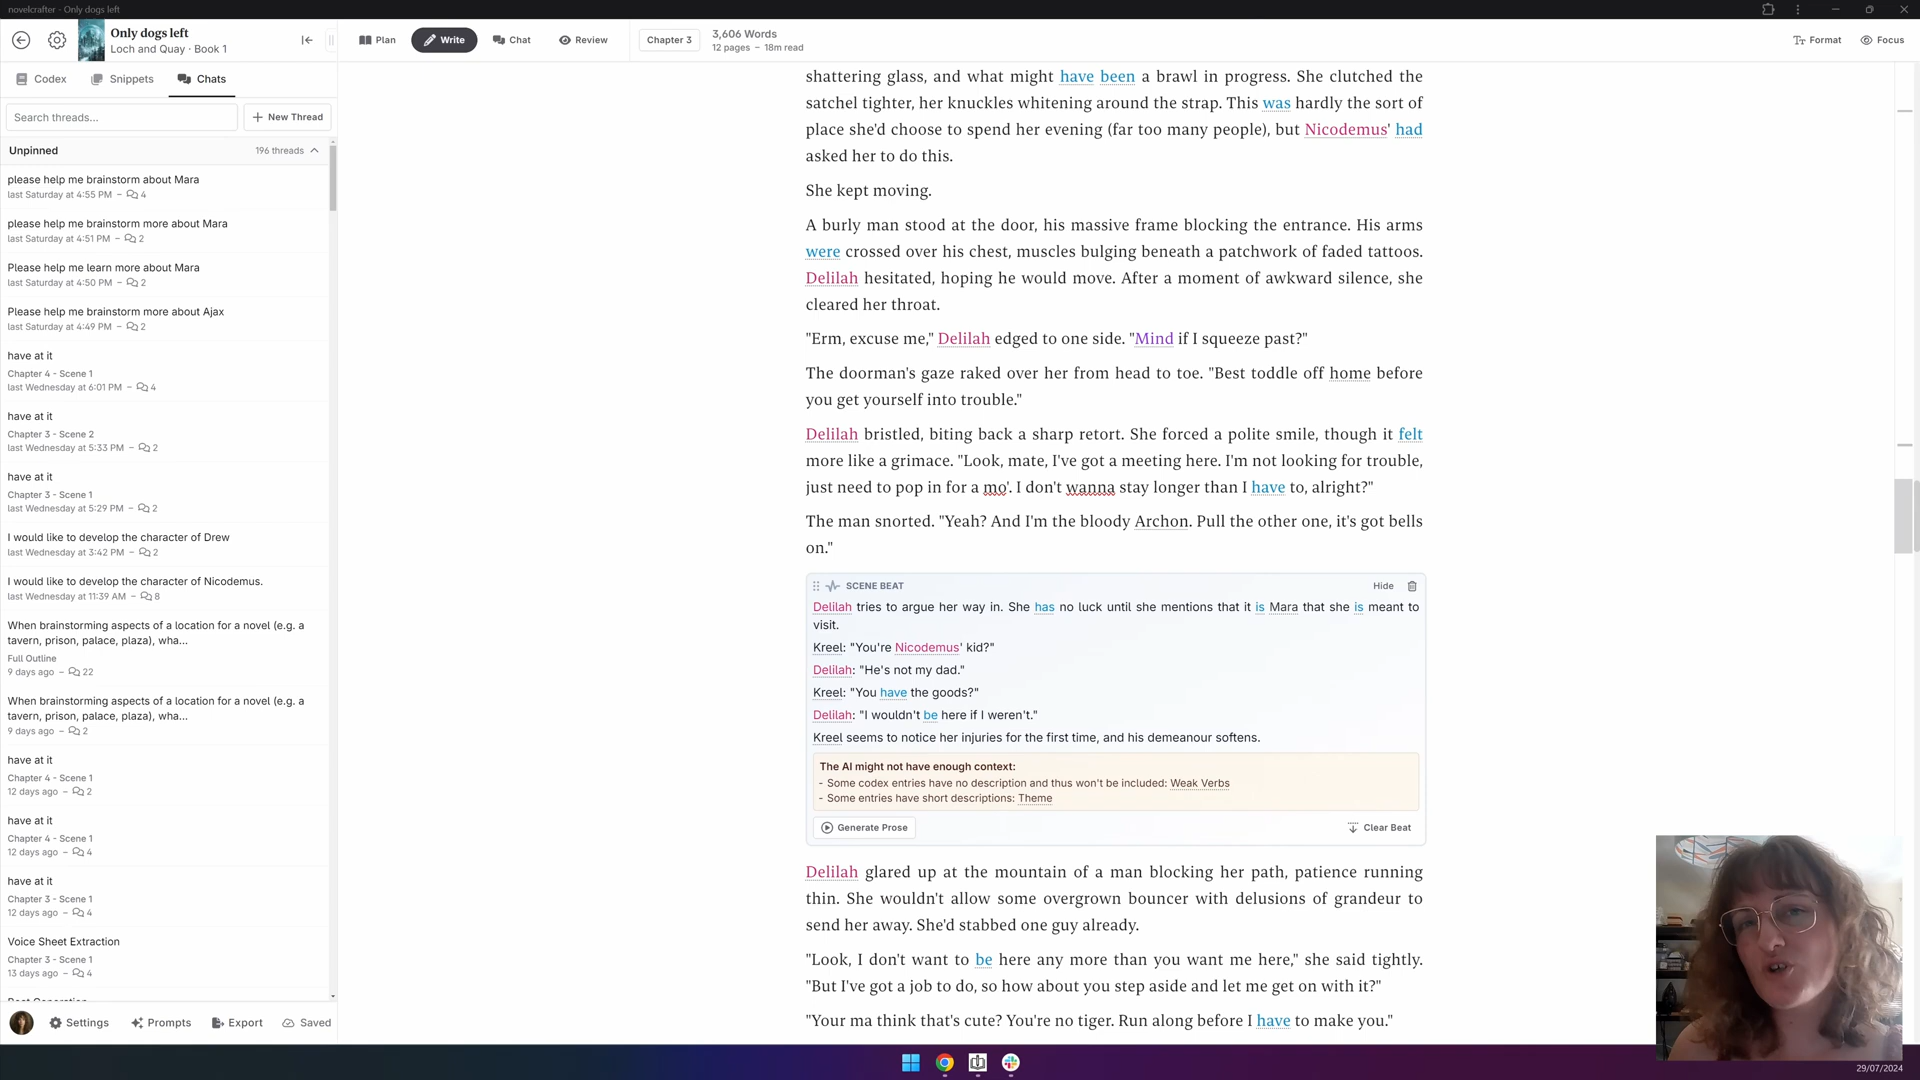 novelcrafter - Only dogs left
Only dogs left
Loch and Quay · Book 1
Plan
Write
Chat
Review
Chapter 3
3,606 Words
12 pages – 18m read
Format
Focus
Codex
Snippets
Chats
Search threads...
New Thread
Unpinned
196 threads
please help me brainstorm about Mara
last Saturday at 4:55 PM – 4
please help me brainstorm more about Mara
last Saturday at 4:51 PM – 2
Please help me learn more about Mara
last Saturday at 4:50 PM – 2
Please help me brainstorm more about Ajax
last Saturday at 4:49 PM – 2
have at it
Chapter 4 - Scene 1
last Wednesday at 6:01 PM – 4
have at it
Chapter 3 - Scene 2
last Wednesday at 5:33 PM – 2
have at it
Chapter 3 - Scene 1
last Wednesday at 5:29 PM – 2
I would like to develop the character of Drew
last Wednesday at 3:42 PM – 2
I would like to develop the character of Nicodemus.
last Wednesday at 11:39 AM – 8
When brainstorming aspects of a location for a novel (e.g. a
tavern, prison, palace, plaza), wha...
Full Outline
9 days ago – 22
When brainstorming aspects of a location for a novel (e.g. a
tavern, prison, palace, plaza), wha...
9 days ago – 2
have at it
Chapter 4 - Scene 1
12 days ago – 2
have at it
Chapter 4 - Scene 1
12 days ago – 4
have at it
Chapter 3 - Scene 1
12 days ago – 4
Voice Sheet Extraction
Chapter 3 - Scene 1
13 days ago – 4
Settings
Prompts
Export
Saved
shattering glass, and what might have been a brawl in progress. She clutched the
satchel tighter, her knuckles whitening around the strap. This was hardly the sort of
place she'd choose to spend her evening (far too many people), but Nicodemus' had
asked her to do this.
She kept moving.
A burly man stood at the door, his massive frame blocking the entrance. His arms
were crossed over his chest, muscles bulging beneath a patchwork of faded tattoos.
Delilah hesitated, hoping he would move. After a moment of awkward silence, she
cleared her throat.
"Erm, excuse me," Delilah edged to one side. "Mind if I squeeze past?"
The doorman's gaze raked over her from head to toe. "Best toddle off home before
you get yourself into trouble."
Delilah bristled, biting back a sharp retort. She forced a polite smile, though it felt
more like a grimace. "Look, mate, I've got a meeting here. I'm not looking for trouble,
just need to pop in for a mo'. I don't wanna stay longer than I have to, alright?"
The man snorted. "Yeah? And I'm the bloody Archon. Pull the other one, it's got bells
on."
SCENE BEAT
Hide
Delilah tries to argue her way in. She has no luck until she mentions that it is Mara that she is meant to
visit.
Kreel: "You're Nicodemus' kid?"
Delilah: "He's not my dad."
Kreel: "You have the goods?"
Delilah: "I wouldn't be here if I weren't."
Kreel seems to notice her injuries for the first time, and his demeanour softens.
The AI might not have enough context:
- Some codex entries have no description and thus won't be included: Weak Verbs
- Some entries have short descriptions: Theme
Generate Prose
Clear Beat
Delilah glared up at the mountain of a man blocking her path, patience running
thin. She wouldn't allow some overgrown bouncer with delusions of grandeur to
send her away. She'd stabbed one guy already.
"Look, I don't want to be here any more than you want me here," she said tightly.
"But I've got a job to do, so how about you step aside and let me get on with it?"
"Your ma think that's cute? You're no tiger. Run along before I have to make you."
29/07/2024